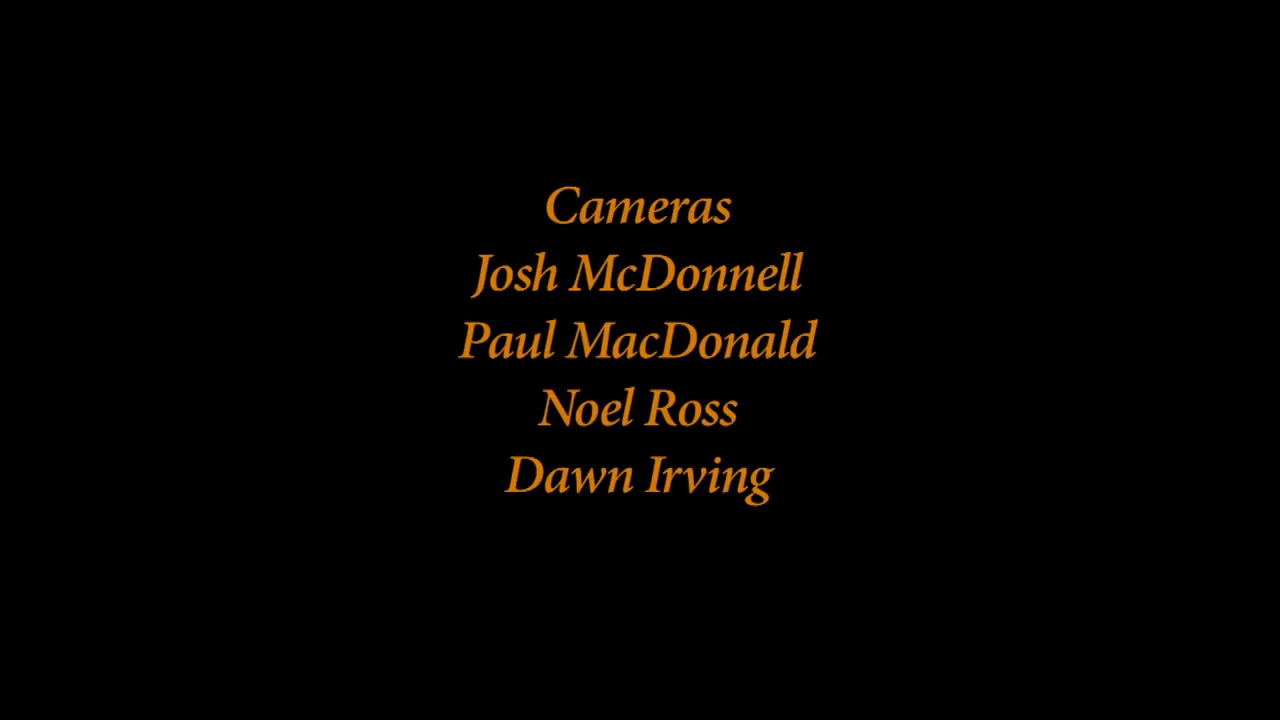 Cameras
Josh McDonnell
Paul MacDonald
Noel Ross
Dawn Irving